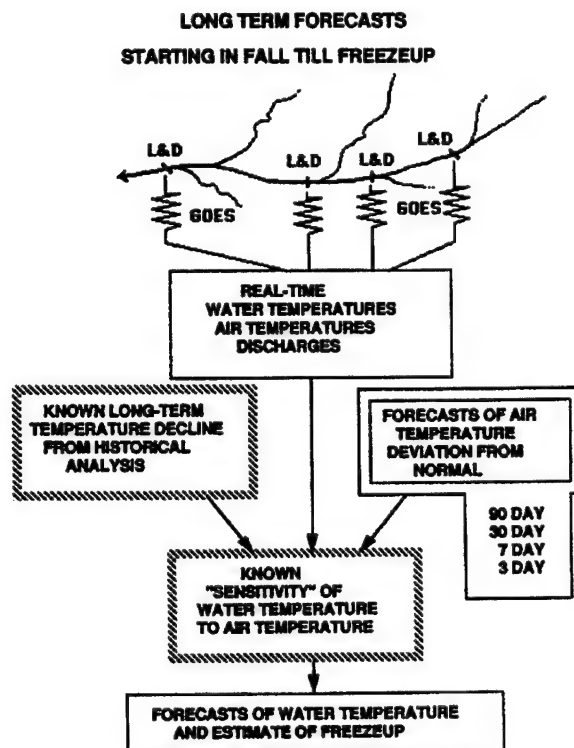 LONG TERM FORECASTS
STARTING IN FALL TILL FREEZEUP
L&D
L&D
L&D
L&D
GOES
GOES
REAL-TIME
WATER TEMPERATURES
AIR TEMPERATURES
DISCHARGES
KNOWN LONG-TERM
TEMPERATURE DECLINE
FROM HISTORICAL
ANALYSIS
FORECASTS OF AIR
TEMPERATURE
DEVIATION FROM
NORMAL
90 DAY
30 DAY
7 DAY
3 DAY
KNOWN
"SENSITIVITY" OF
WATER TEMPERATURE
TO AIR TEMPERATURE
FORECASTS OF WATER TEMPERATURE
AND ESTIMATE OF FREEZEUP